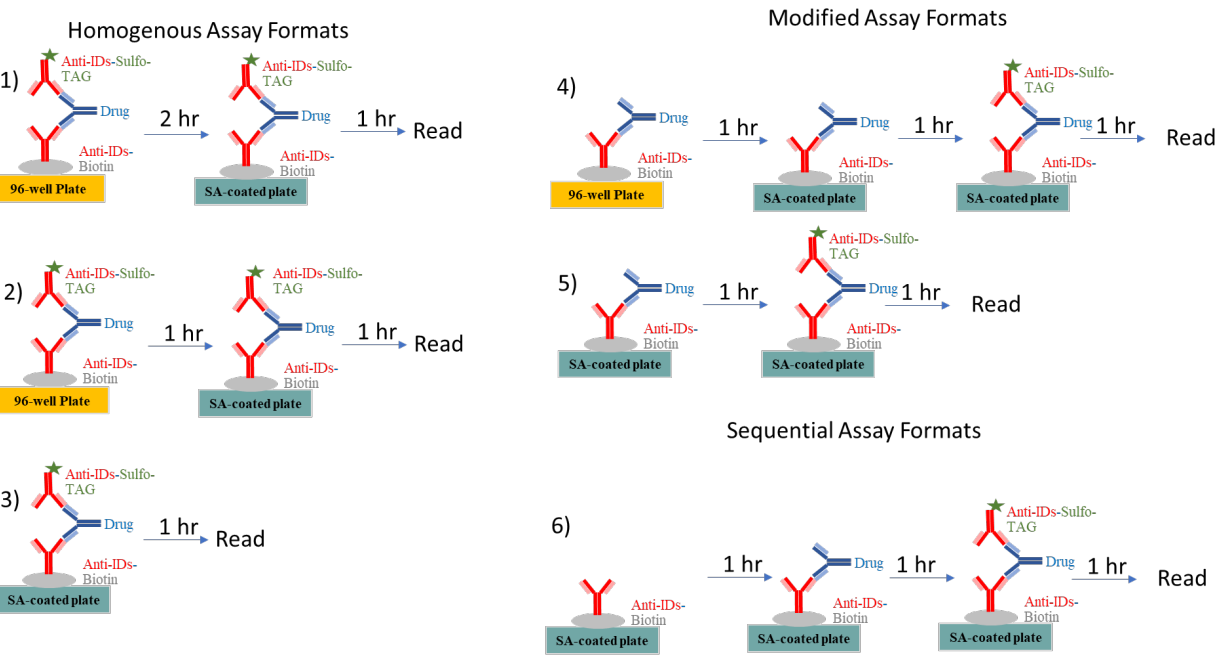 Homogenous Assay Formats
1)
Anti-IDs-Sulfo-
TAG
Drug
Anti-IDs-
Biotin
96-well Plate
2 hr
Anti-IDs-Sulfo-
TAG
Drug
Anti-IDs-
Biotin
SA-coated plate
1 hr
Read
2)
Anti-IDs-Sulfo-
TAG
Drug
Anti-IDs-
Biotin
96-well Plate
1 hr
Anti-IDs-Sulfo-
TAG
Drug
Anti-IDs-
Biotin
SA-coated plate
1 hr
Read
3)
Anti-IDs-Sulfo-
TAG
Drug
Anti-IDs-
Biotin
SA-coated plate
1 hr
Read
Modified Assay Formats
4)
Drug
Anti-IDs-
Biotin
96-well Plate
1 hr
Drug
Anti-IDs-
Biotin
SA-coated plate
1 hr
Anti-IDs-Sulfo-
TAG
Drug
Anti-IDs-
Biotin
SA-coated plate
1 hr
Read
5)
Drug
Anti-IDs-
Biotin
SA-coated plate
1 hr
Anti-IDs-Sulfo-
TAG
Drug
Anti-IDs-
Biotin
SA-coated plate
1 hr
Read
Sequential Assay Formats
6)
Anti-IDs-
Biotin
SA-coated plate
1 hr
Drug
Anti-IDs-
Biotin
SA-coated plate
1 hr
Anti-IDs-Sulfo-
TAG
Drug
Anti-IDs-
Biotin
SA-coated plate
1 hr
Read